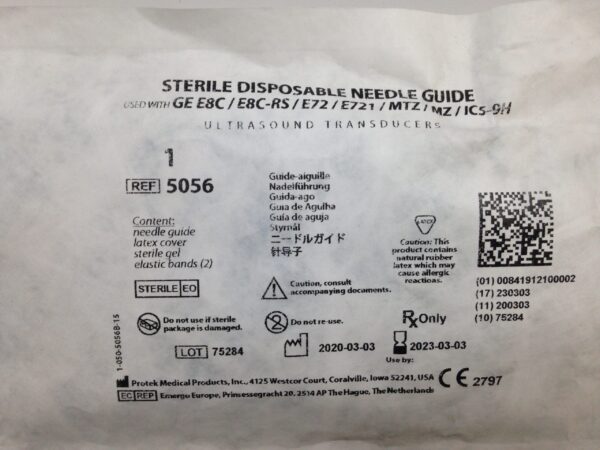 STERILE DISPOSABLE NEEDLE GUIDE
USED WITH GE E8C / E8C-RS / E72 / E721 / MTZ / MZ / IC5-9H
ULTRASOUND TRANSDUCERS
1
REF 5056
Content:
needle guide
latex cover
sterile gel
elastic bands (2)
Guide-aiguille
Nadelführung
Guida-ago
Guia de Agulha
Guía de aguja
Styrnål
ニードルガイド
针导子
LATEX
Caution: This
product contains
natural rubber
latex which may
cause allergic
reactions.
(01) 00841912100002
(17) 230303
(11) 200303
(10) 75284
STERILE EO
Caution, consult
accompanying documents.
Do not use if sterile
package is damaged.
2
Do not re-use.
Rx Only
LOT 75284
2020-03-03
2023-03-03
Use by:
1-050-5056B-15
Protek Medical Products, Inc., 4125 Westcor Court, Coralville, Iowa 52241, USA CE 2797
EC REP Emergo Europe, Prinsessegracht 20, 2514 AP The Hague, The Netherlands